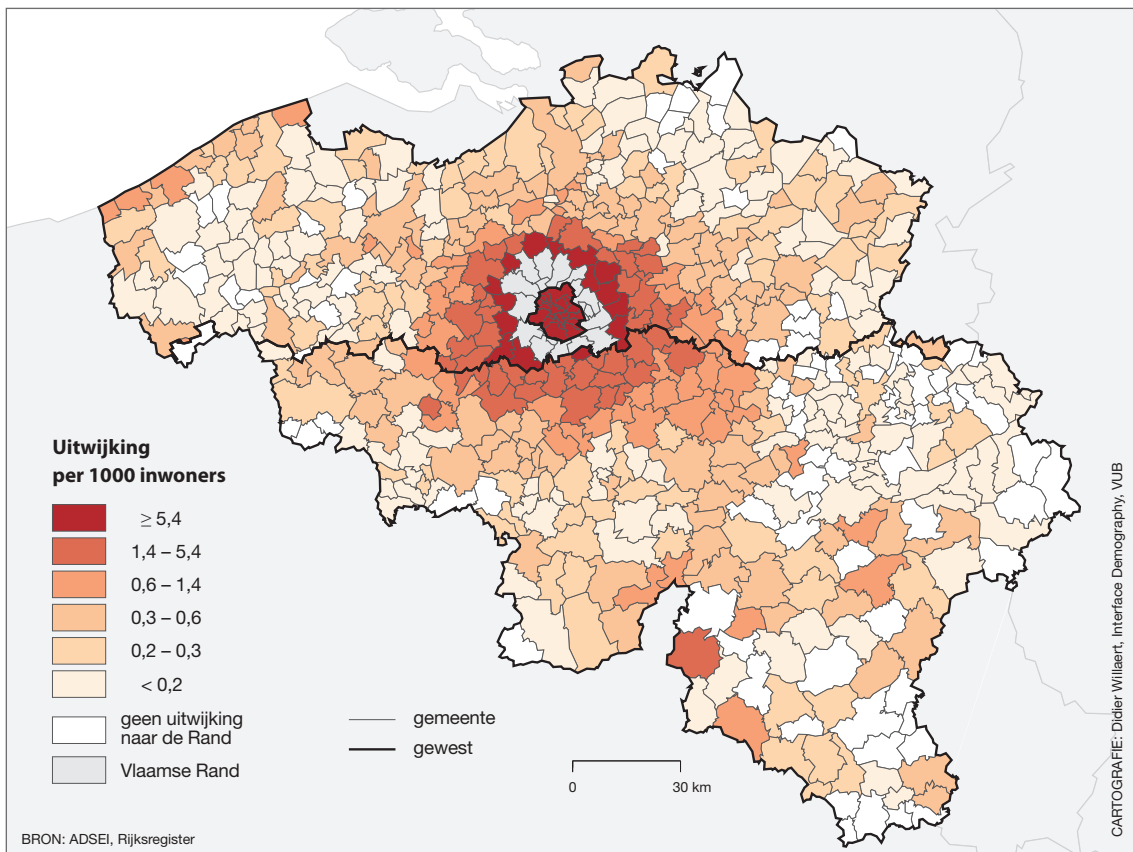 Uitwijking
per 1000 inwoners
≥ 5,4
1,4 – 5,4
0,6 – 1,4
0,3 – 0,6
0,2 – 0,3
< 0,2
geen uitwijking
naar de Rand
Vlaamse Rand
gemeente
gewest
0 30 km
BRON: ADSEI, Rijksregister
CARTOGRAFIE: Didier Willaert, Interface Demography, VUB